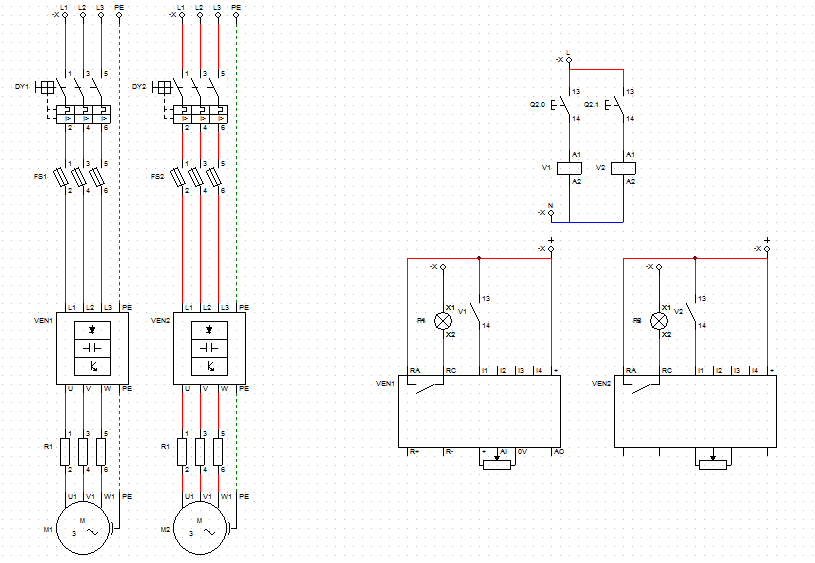 L1 L2 L3 PE
-X
L1 L2 L3 PE
-X
L
-X
1 3 5
DY1
I> I> I>
2 4 6
1 3 5
DY2
I> I> I>
2 4 6
13
Q2.0
14
13
Q2.1
14
1 3 5
FS1
2 4 6
1 3 5
FS2
2 4 6
A1
V1
A2
A1
V2
A2
N
-X
+
-X
+
-X
-X
X1
X2
13
V1
14
-X
X1
X2
13
V2
14
L1 L2 L3 PE
VEN1
U V W PE
L1 L2 L3 PE
VEN2
U V W PE
RA RC I1 I2 I3 I4 +
VEN1
R+ R- + AI 0V AO
RA RC I1 I2 I3 I4 +
VEN2
1 3 5
R1
2 4 6
1 3 5
R1
2 4 6
U1 V1 W1 PE
M1
M
3
U1 V1 W1 PE
M2
M
3